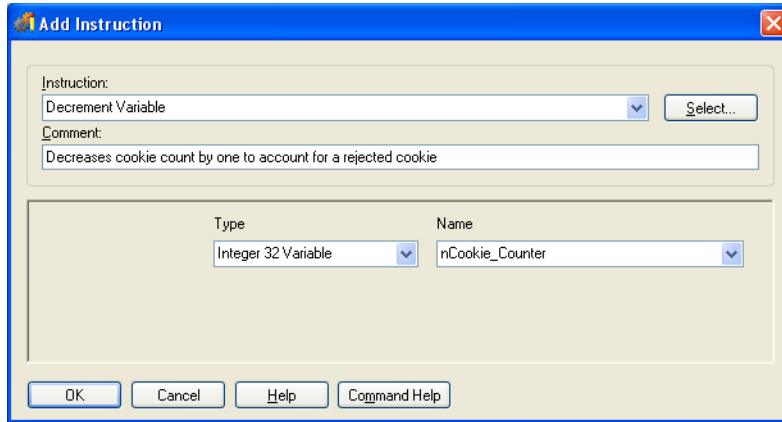 Add Instruction
Instruction:
Decrement Variable
Select...
Comment:
Decreases cookie count by one to account for a rejected cookie
Type Name
Integer 32 Variable nCookie_Counter
OK Cancel Help Command Help